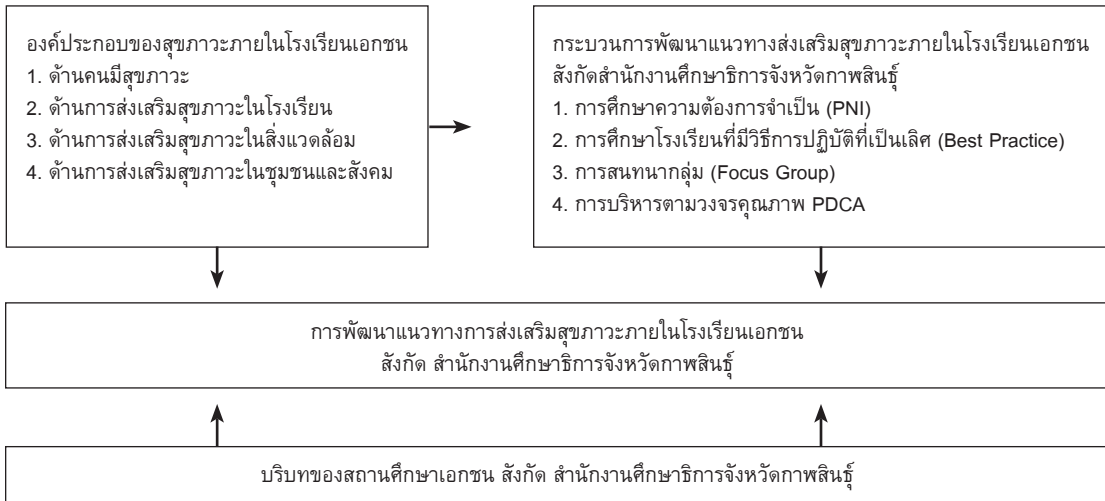 องค์ประกอบของสุขภาวะภายในโรงเรียนเอกชน
1. ด้านคนมีสุขภาวะ
2. ด้านการส่งเสริมสุขภาวะในโรงเรียน
3. ด้านการส่งเสริมสุขภาวะในสิ่งแวดล้อม
4. ด้านการส่งเสริมสุขภาวะในชุมชนและสังคม
กระบวนการพัฒนาแนวทางส่งเสริมสุขภาวะภายในโรงเรียนเอกชน
สังกัดสำนักงานศึกษาธิการจังหวัดกาฬสินธุ์
1. การศึกษาความต้องการจำเป็น (PNI)
2. การศึกษาโรงเรียนที่มีวิธีการปฏิบัติที่เป็นเลิศ (Best Practice)
3. การสนทนากลุ่ม (Focus Group)
4. การบริหารตามวงจรคุณภาพ PDCA
การพัฒนาแนวทางการส่งเสริมสุขภาวะภายในโรงเรียนเอกชน
สังกัด สำนักงานศึกษาธิการจังหวัดกาฬสินธุ์
บริบทของสถานศึกษาเอกชน สังกัด สำนักงานศึกษาธิการจังหวัดกาฬสินธุ์